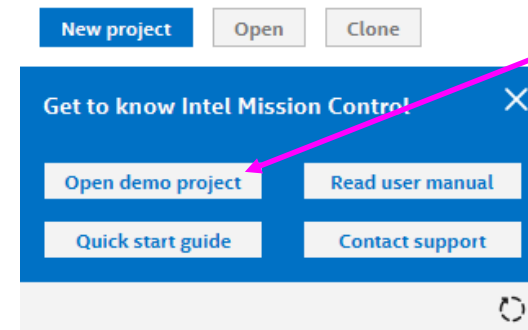 New project Open Clone
Get to know Intel Mission Control
Open demo project Read user manual
Quick start guide Contact support